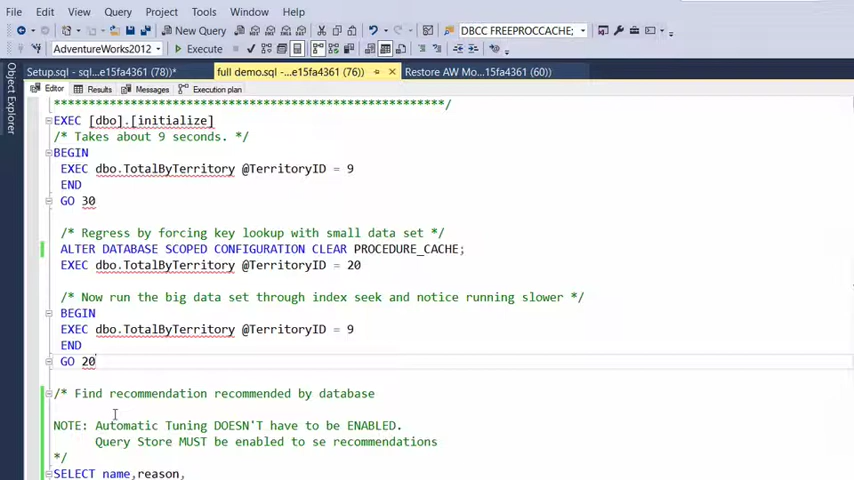 File Edit View Project Tools Window Help
New Query DBCC FREEPROCCACHE;
AdventureWorks2012 Execute
Setup.sql - sql...e15fa4361 (78))* full demo.sql -...e15fa4361 (76)) Restore AW Mo...15fa4361 (60))
Object Explorer
Editor Results Messages Execution plan
***********************************************************/
EXEC [dbo].[initialize]
/* Takes about 9 seconds. */
BEGIN
EXEC dbo.TotalByTerritory @TerritoryID = 9
END
GO 30
/* Regress by forcing key lookup with small data set */
ALTER DATABASE SCOPED CONFIGURATION CLEAR PROCEDURE_CACHE;
EXEC dbo.TotalByTerritory @TerritoryID = 20
/* Now run the big data set through index seek and notice running slower */
BEGIN
EXEC dbo.TotalByTerritory @TerritoryID = 9
END
GO 20
/* Find recommendation recommended by database
NOTE: Automatic Tuning DOESN'T have to be ENABLED.
Query Store MUST be enabled to se recommendations
*/
SELECT name,reason,